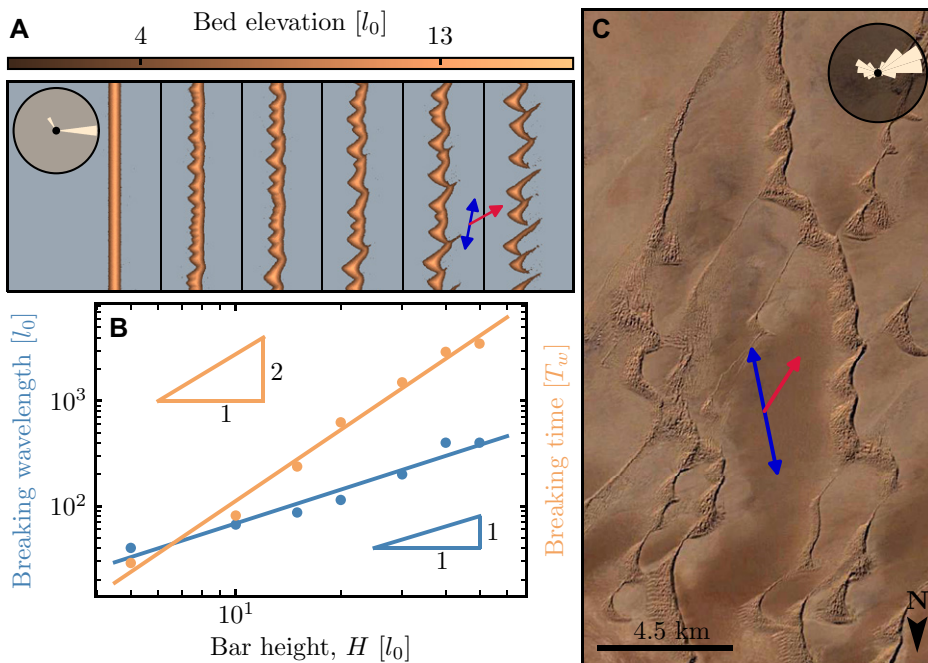 A
Bed elevation [l₀]
4 13
B
Breaking wavelength [l₀]
10³
10²
10¹
1 2
1 1
Bar height, H [l₀]
Breaking time [T_w]
C
4.5 km
N